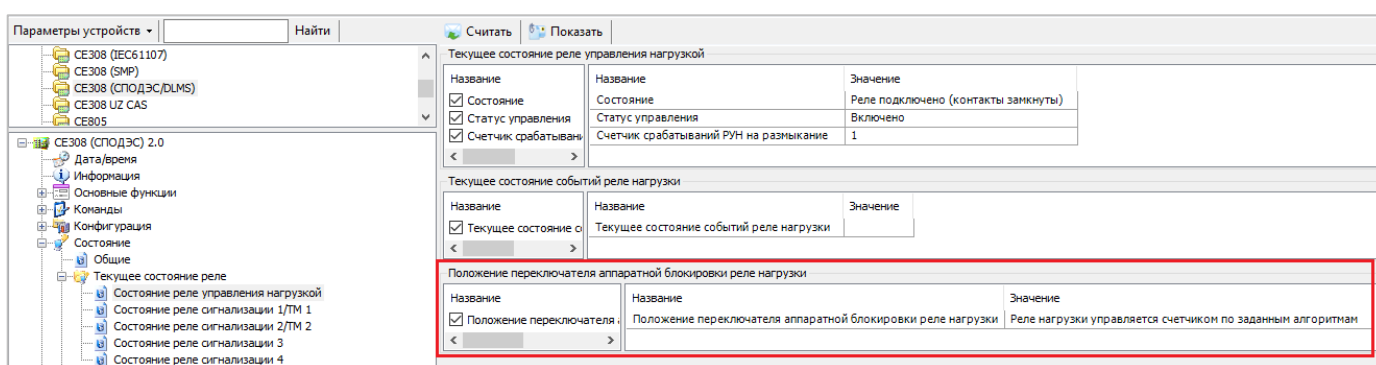 Параметры устройств Найти Считать Показать
CE308 (IEC61107)
CE308 (SMP)
CE308 (СПОДЭС/DLMS)
CE308 UZ CAS
CE805
CE308 (СПОДЭС) 2.0
Дата/время
Информация
Основные функции
Команды
Конфигурация
Состояние
Общие
Текущее состояние реле
Состояние реле управления нагрузкой
Состояние реле сигнализации 1/ТМ 1
Состояние реле сигнализации 2/ТМ 2
Состояние реле сигнализации 3
Состояние реле сигнализации 4
Текущее состояние реле управления нагрузкой
Название Название Значение
Состояние Состояние Реле подключено (контакты замкнуты)
Статус управления Статус управления Включено
Счетчик срабатывани Счетчик срабатываний РУН на размыкание 1
Текущее состояние событий реле нагрузки
Название Название Значение
Текущее состояние со Текущее состояние событий реле нагрузки
Положение переключателя аппаратной блокировки реле нагрузки
Название Название Значение
Положение переключателя Положение переключателя аппаратной блокировки реле нагрузки Реле нагрузки управляется счетчиком по заданным алгоритмам